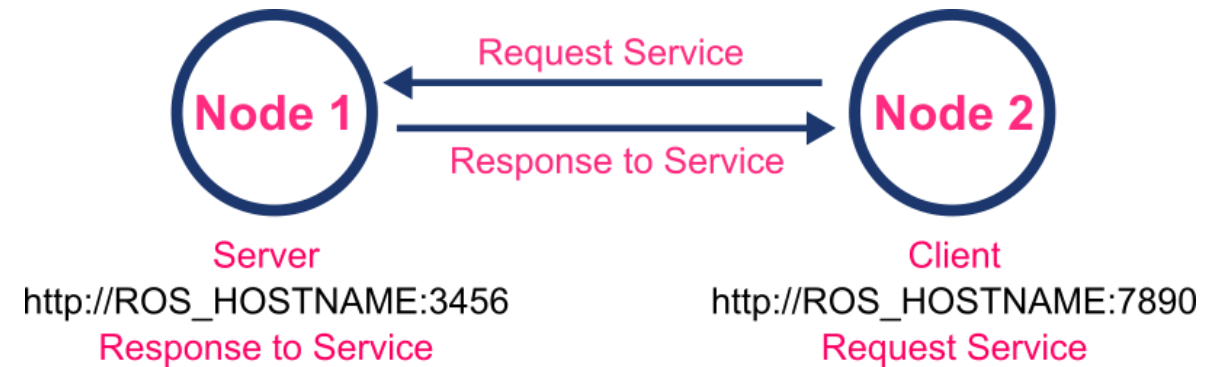 Request Service
Node 1
Node 2
Response to Service
Server
Client
http://ROS_HOSTNAME:3456
http://ROS_HOSTNAME:7890
Response to Service
Request Service